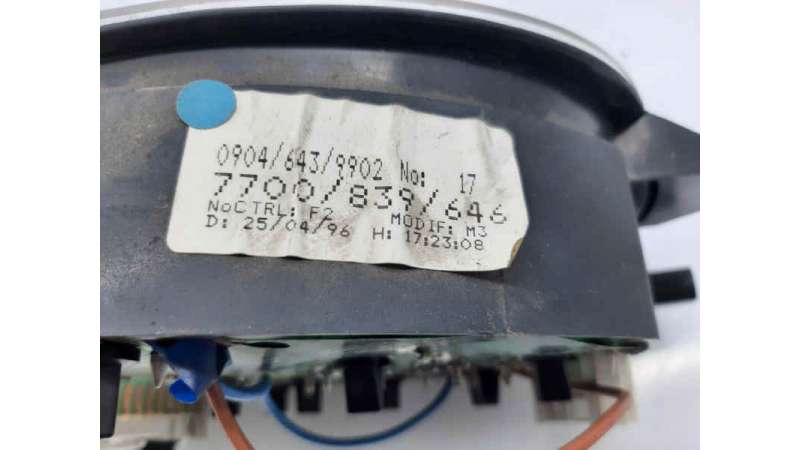 0904/643/9902 No: 17
7700/839/646
NoCTRL: F2 MODIF: M3
D: 25/04/96 H: 17:23:08